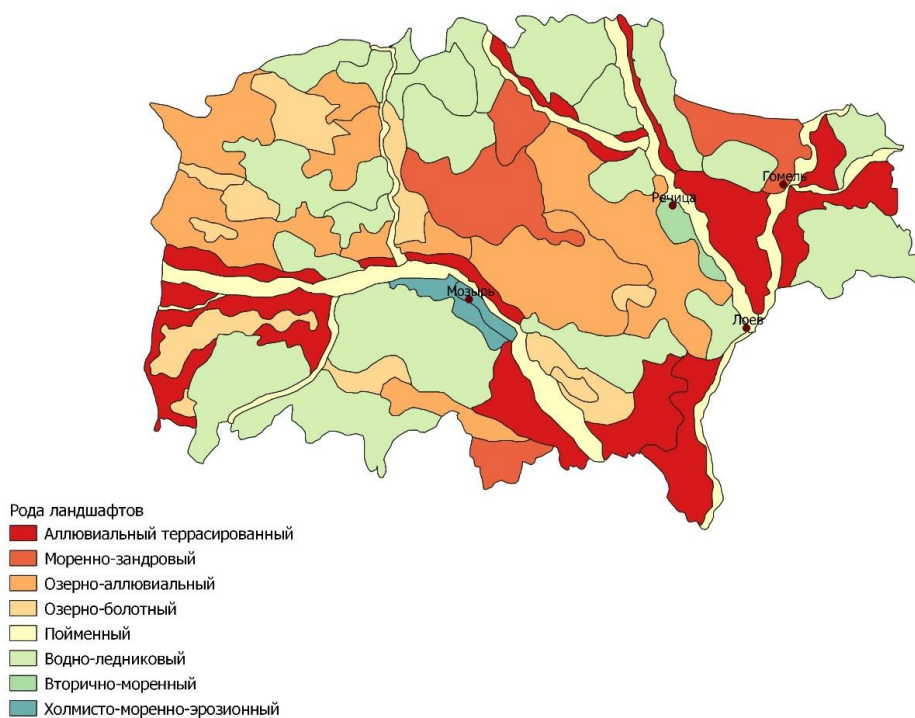 Гомель
Речица
Мозырь
Лоев
Рода ландшафтов
Аллювиальный террасированный
Моренно-зандровый
Озерно-аллювиальный
Озерно-болотный
Пойменный
Водно-ледниковый
Вторично-моренный
Холмисто-моренно-эрозионный